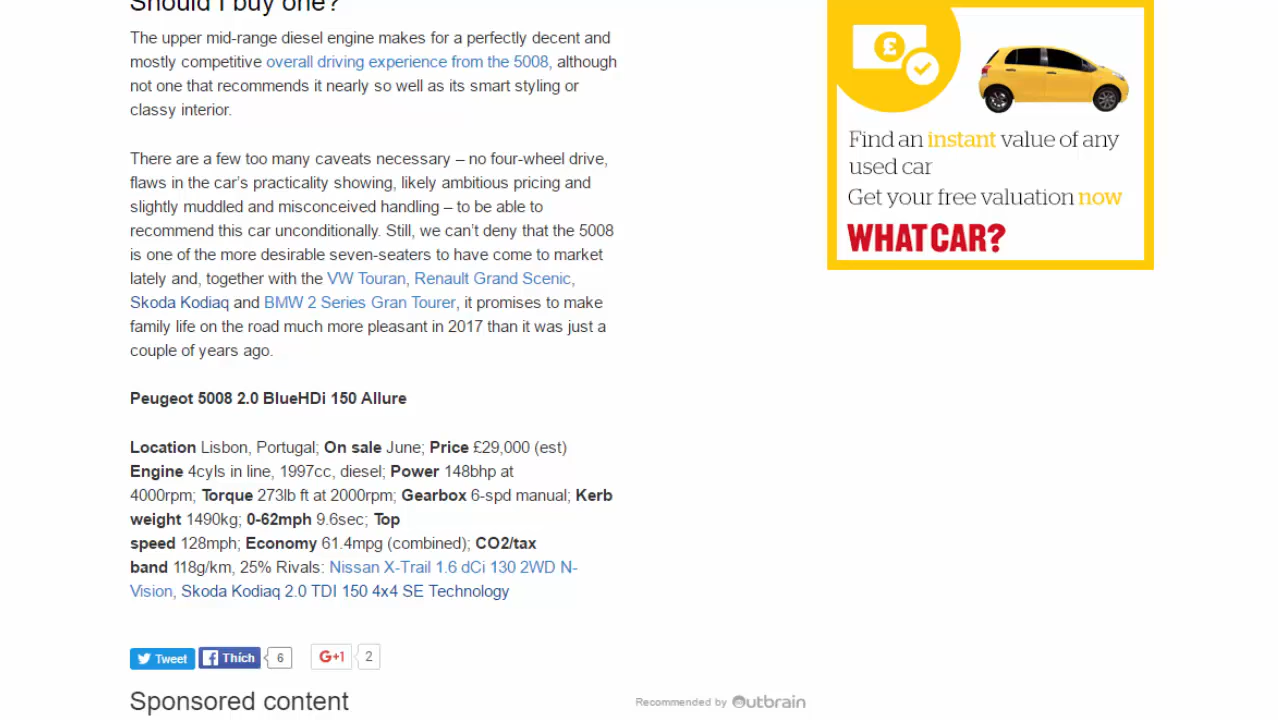 Should I buy one?
The upper mid-range diesel engine makes for a perfectly decent and
mostly competitive overall driving experience from the 5008, although
not one that recommends it nearly so well as its smart styling or
classy interior.
There are a few too many caveats necessary – no four-wheel drive,
flaws in the car’s practicality showing, likely ambitious pricing and
slightly muddled and misconceived handling – to be able to
recommend this car unconditionally. Still, we can’t deny that the 5008
is one of the more desirable seven-seaters to have come to market
lately and, together with the VW Touran, Renault Grand Scenic,
Skoda Kodiaq and BMW 2 Series Gran Tourer, it promises to make
family life on the road much more pleasant in 2017 than it was just a
couple of years ago.
Peugeot 5008 2.0 BlueHDi 150 Allure
Location Lisbon, Portugal; On sale June; Price £29,000 (est)
Engine 4cyls in line, 1997cc, diesel; Power 148bhp at
4000rpm; Torque 273lb ft at 2000rpm; Gearbox 6-spd manual; Kerb
weight 1490kg; 0-62mph 9.6sec; Top
speed 128mph; Economy 61.4mpg (combined); CO2/tax
band 118g/km, 25% Rivals: Nissan X-Trail 1.6 dCi 130 2WD N-
Vision, Skoda Kodiaq 2.0 TDI 150 4x4 SE Technology
Tweet Thích 6 G+1 2
Sponsored content
Recommended by Outbrain
£
Find an instant value of any
used car
Get your free valuation now
WHAT CAR?